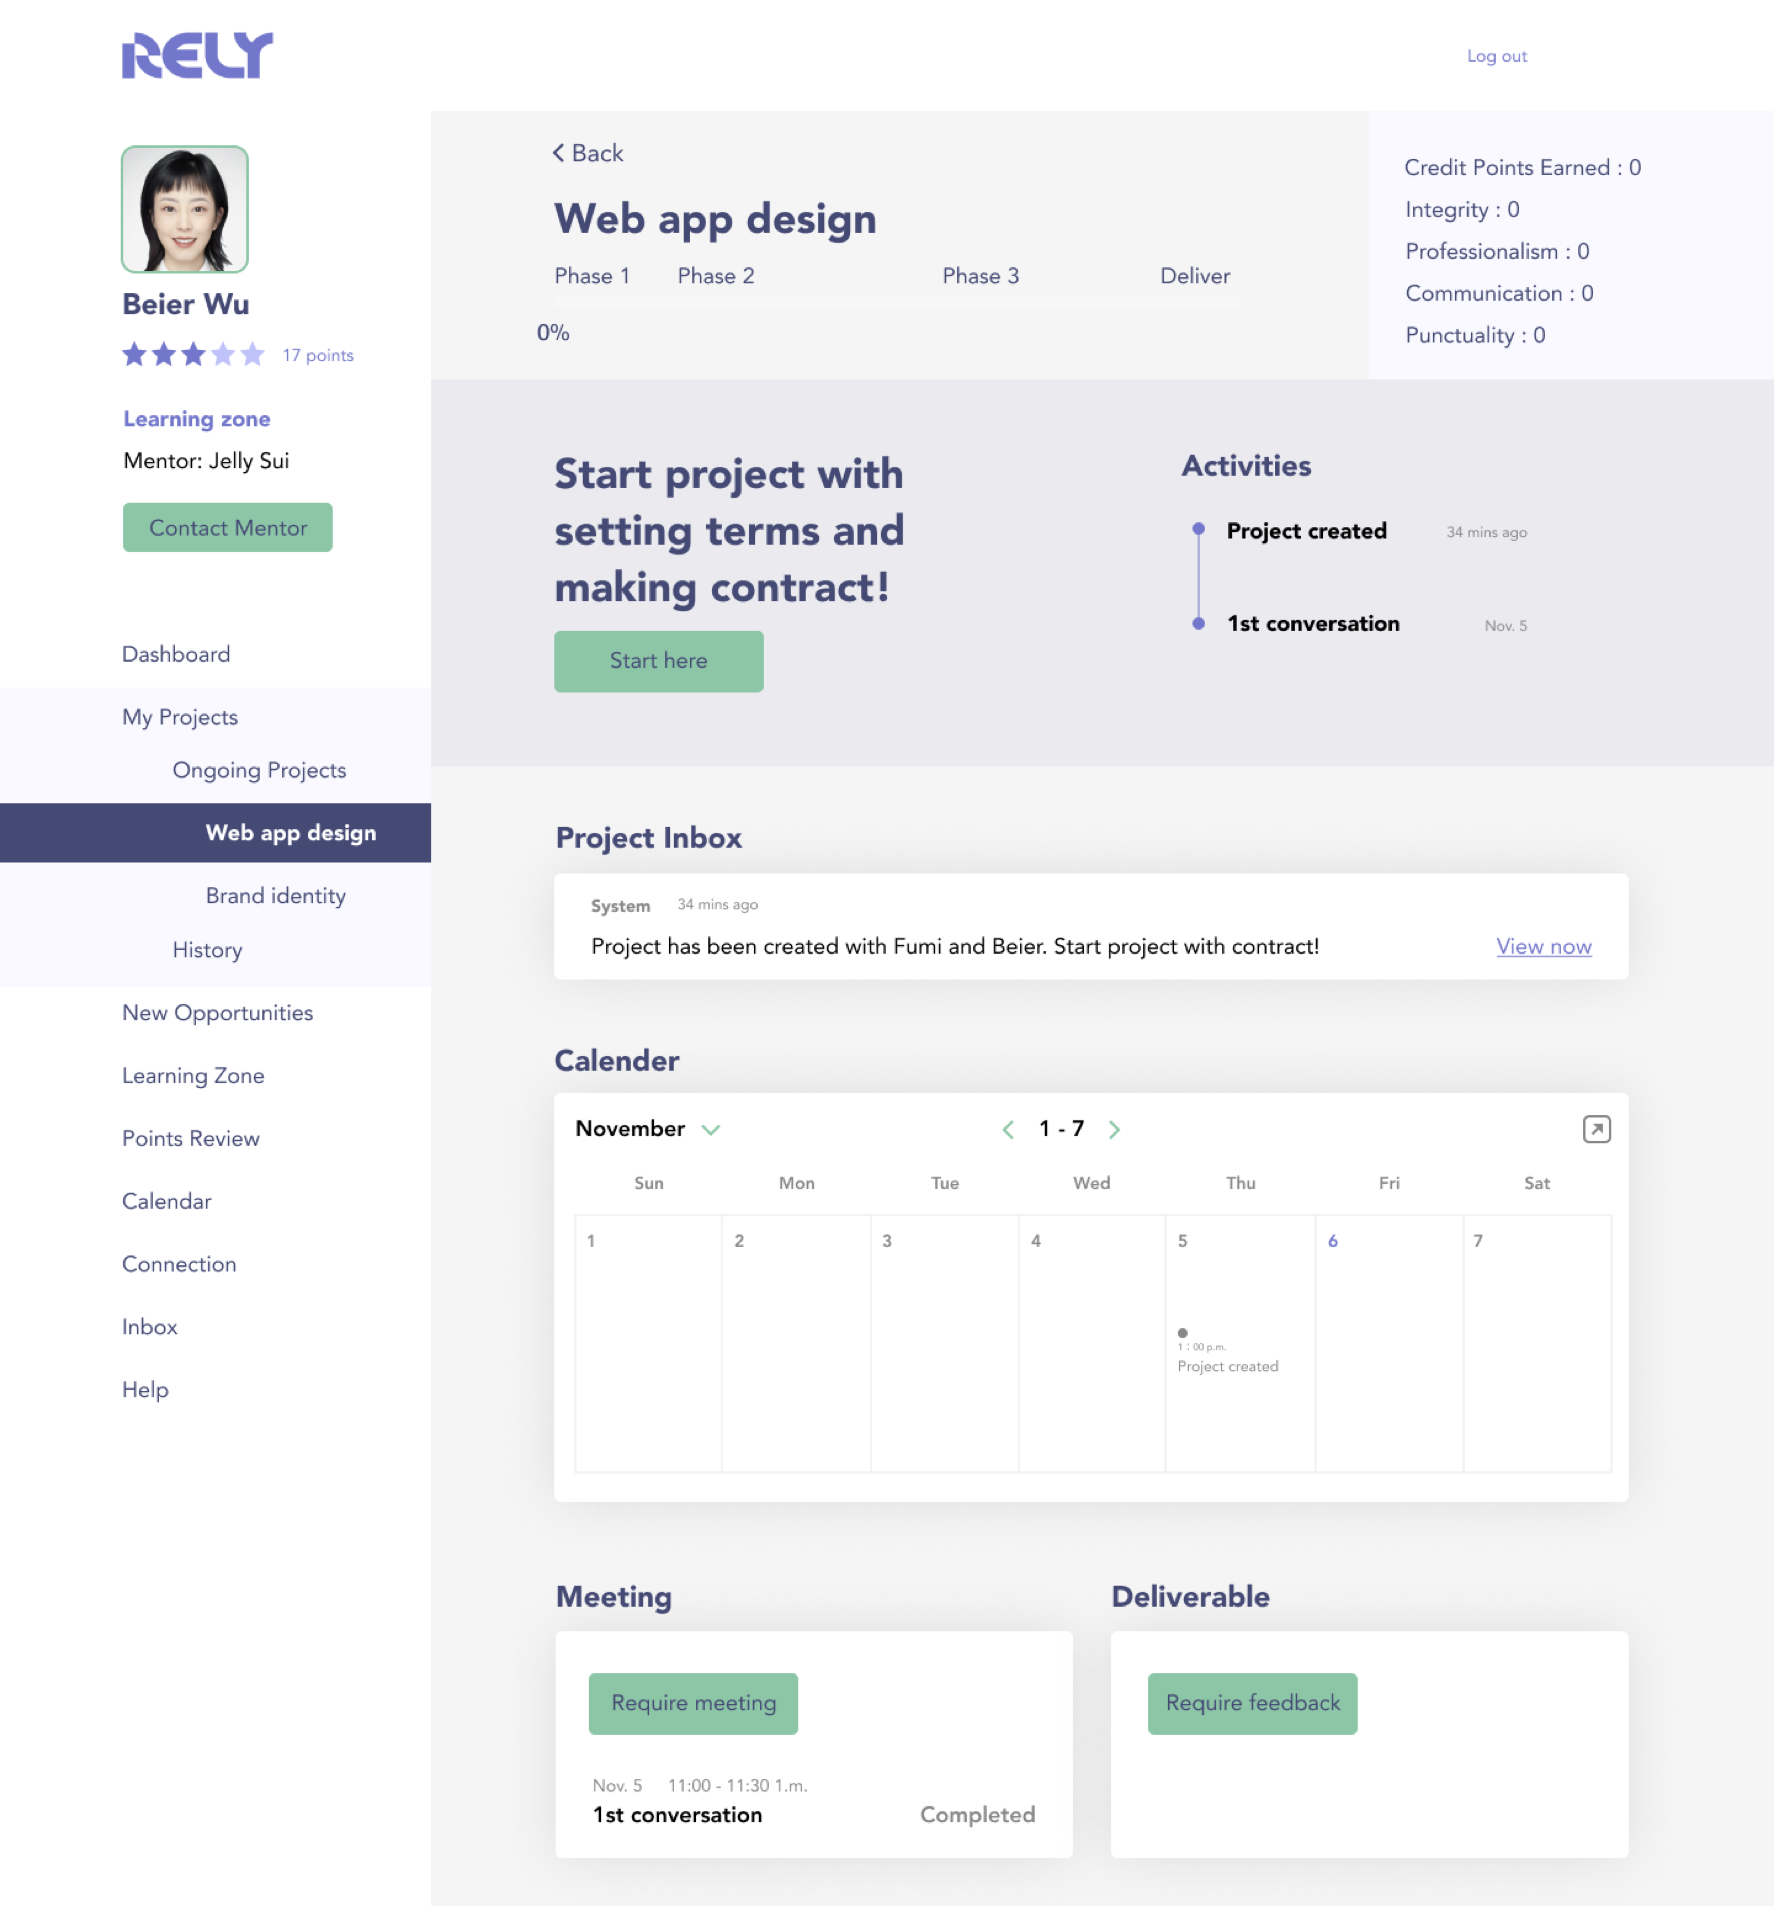 RELY
Log out
Beier Wu
17 points
Learning zone
Mentor: Jelly Sui
Contact Mentor
Dashboard
My Projects
Ongoing Projects
Web app design
Brand identity
History
New Opportunities
Learning Zone
Points Review
Calendar
Connection
Inbox
Help
Back
Web app design
Phase 1 Phase 2 Phase 3 Deliver
0%
Credit Points Earned : 0
Integrity : 0
Professionalism : 0
Communication : 0
Punctuality : 0
Start project with
setting terms and
making contract!
Start here
Activities
Project created 34 mins ago
1st conversation Nov. 5
Project Inbox
System 34 mins ago
Project has been created with Fumi and Beier. Start project with contract! View now
Calender
November 1 - 7
Sun Mon Tue Wed Thu Fri Sat
1 2 3 4 5 6 7
1 : 00 p.m.
Project created
Meeting
Require meeting
Nov. 5 11:00 - 11:30 1.m.
1st conversation Completed
Deliverable
Require feedback